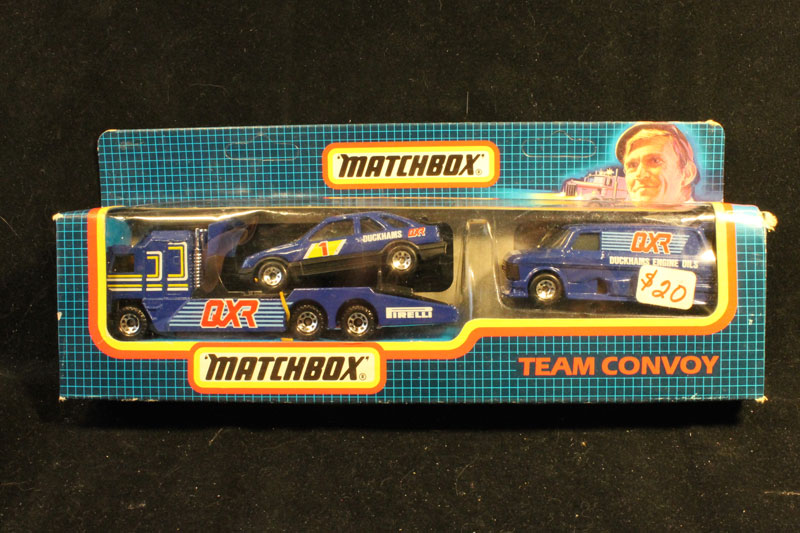 MATCHBOX®
1
DUCKHAMS QXR
QXR
DUCKHAMS ENGINE OILS
$20
QXR
PIRELLI
MATCHBOX®
TEAM CONVOY